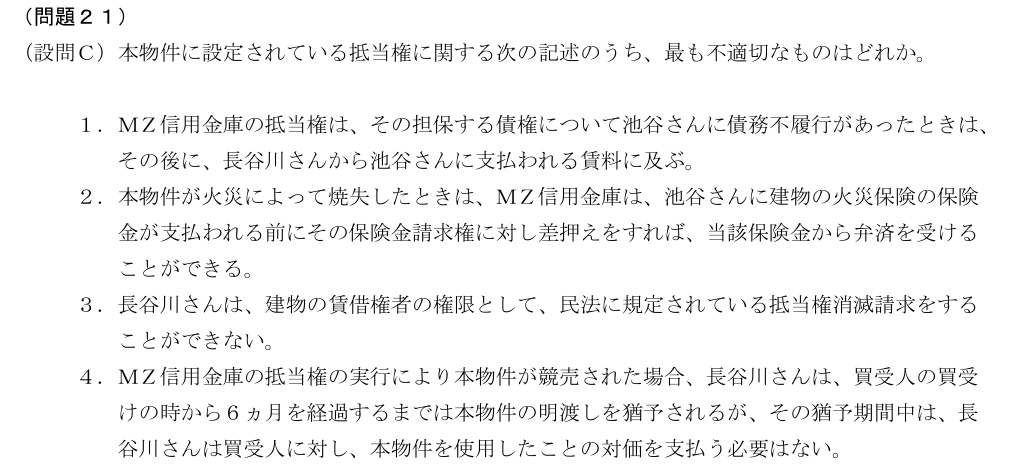 （問題２１）
（設問Ｃ）本物件に設定されている抵当権に関する次の記述のうち、最も不適切なものはどれか。
１．ＭＺ信用金庫の抵当権は、その担保する債権について池谷さんに債務不履行があったときは、
その後に、長谷川さんから池谷さんに支払われる賃料に及ぶ。
２．本物件が火災によって焼失したときは、ＭＺ信用金庫は、池谷さんに建物の火災保険の保険
金が支払われる前にその保険金請求権に対し差押えをすれば、当該保険金から弁済を受ける
ことができる。
３．長谷川さんは、建物の賃借権者の権限として、民法に規定されている抵当権消滅請求をする
ことができない。
４．ＭＺ信用金庫の抵当権の実行により本物件が競売された場合、長谷川さんは、買受人の買受
けの時から６ヵ月を経過するまでは本物件の明渡しを猶予されるが、その猶予期間中は、長
谷川さんは買受人に対し、本物件を使用したことの対価を支払う必要はない。